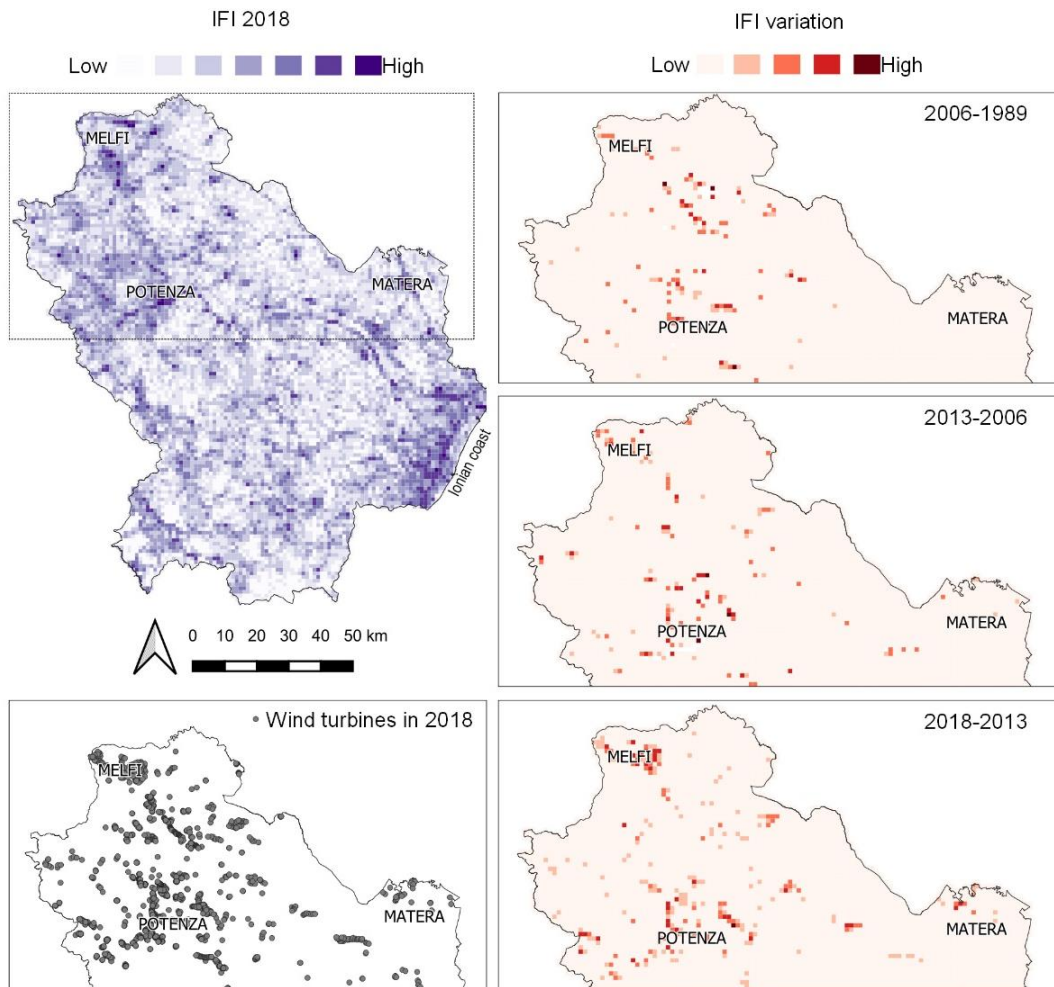 IFI 2018
Low High
MELFI
POTENZA
MATERA
Ionian coast
0 10 20 30 40 50 km
Wind turbines in 2018
MELFI
POTENZA
MATERA
IFI variation
Low High
2006-1989
MELFI
POTENZA
MATERA
2013-2006
MELFI
POTENZA
MATERA
2018-2013
MELFI
POTENZA
MATERA